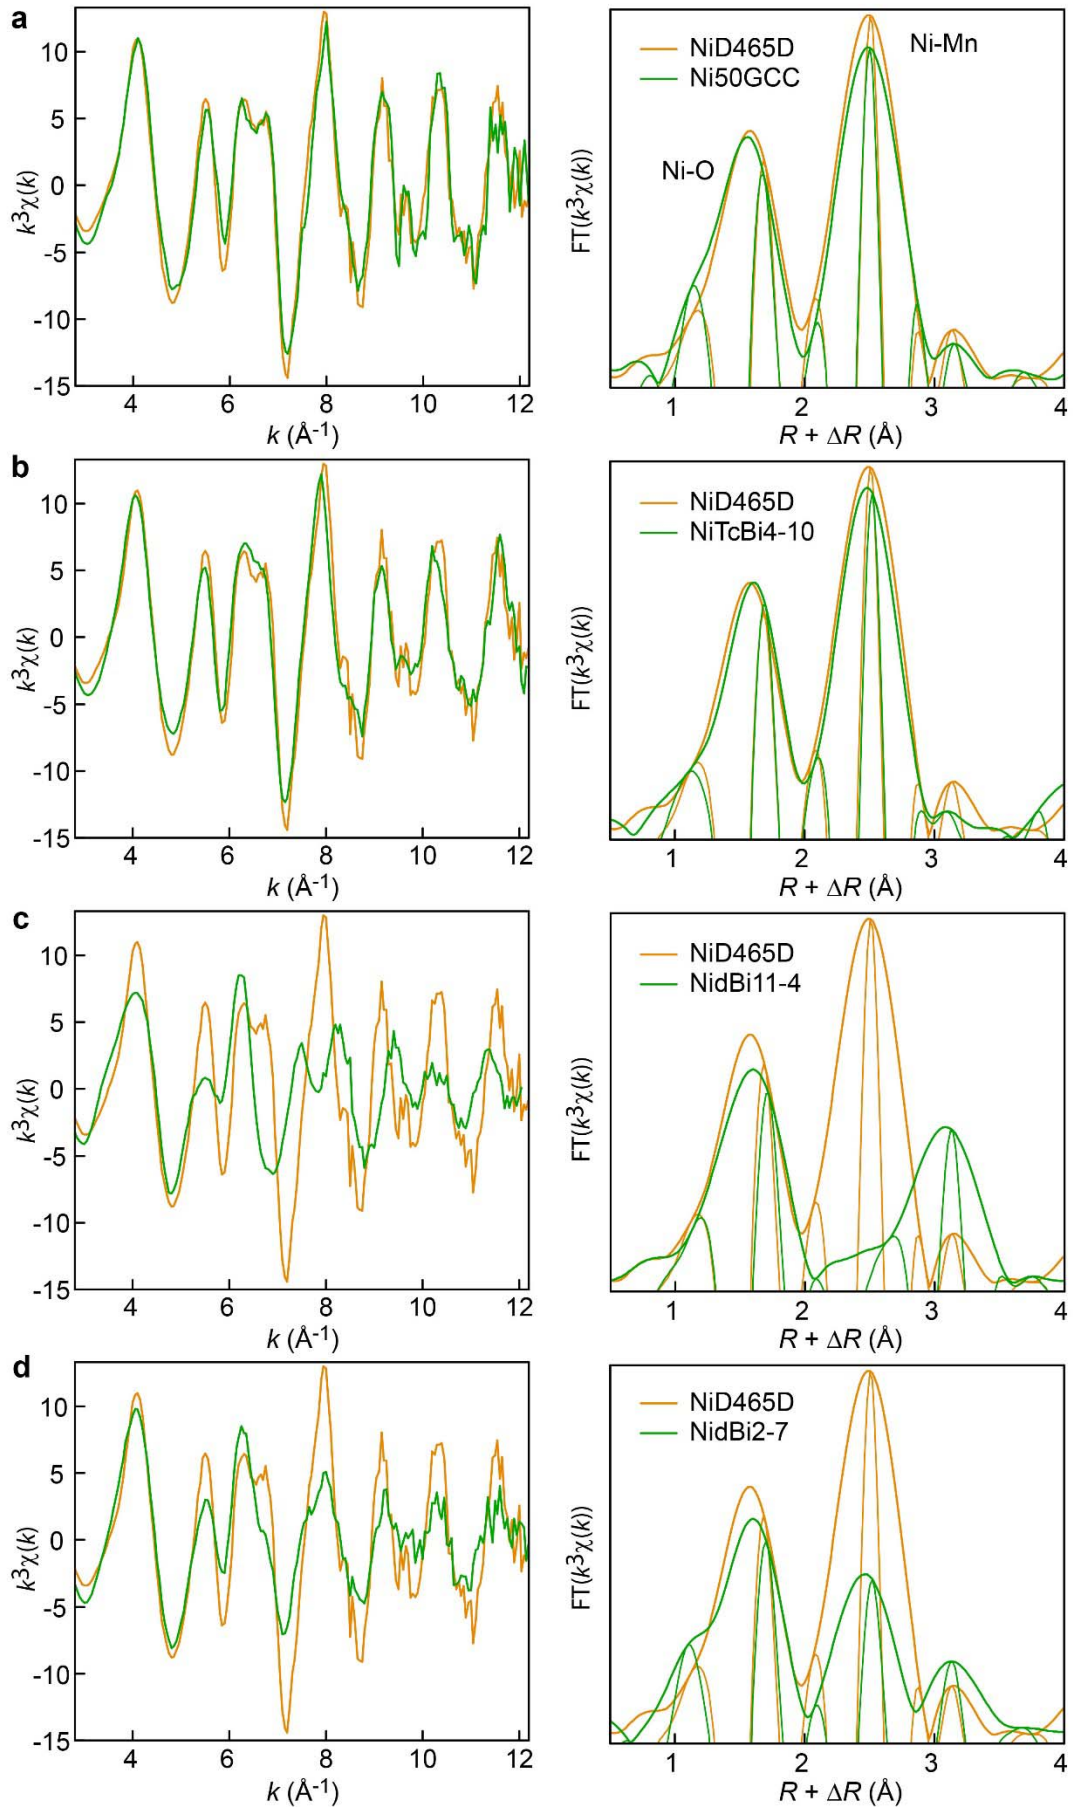 a
10
5
0
-5
-10
-15
k³χ(k)
4 6 8 10 12
k (Å⁻¹)
NiD465D
Ni50GCC
Ni-Mn
Ni-O
FT(k³χ(k))
1 2 3 4
R + ΔR (Å)
b
10
5
0
-5
-10
-15
k³χ(k)
4 6 8 10 12
k (Å⁻¹)
NiD465D
NiTcBi4-10
FT(k³χ(k))
1 2 3 4
R + ΔR (Å)
c
10
5
0
-5
-10
-15
k³χ(k)
4 6 8 10 12
k (Å⁻¹)
NiD465D
NidBi11-4
FT(k³χ(k))
1 2 3 4
R + ΔR (Å)
d
10
5
0
-5
-10
-15
k³χ(k)
4 6 8 10 12
k (Å⁻¹)
NiD465D
NidBi2-7
FT(k³χ(k))
1 2 3 4
R + ΔR (Å)